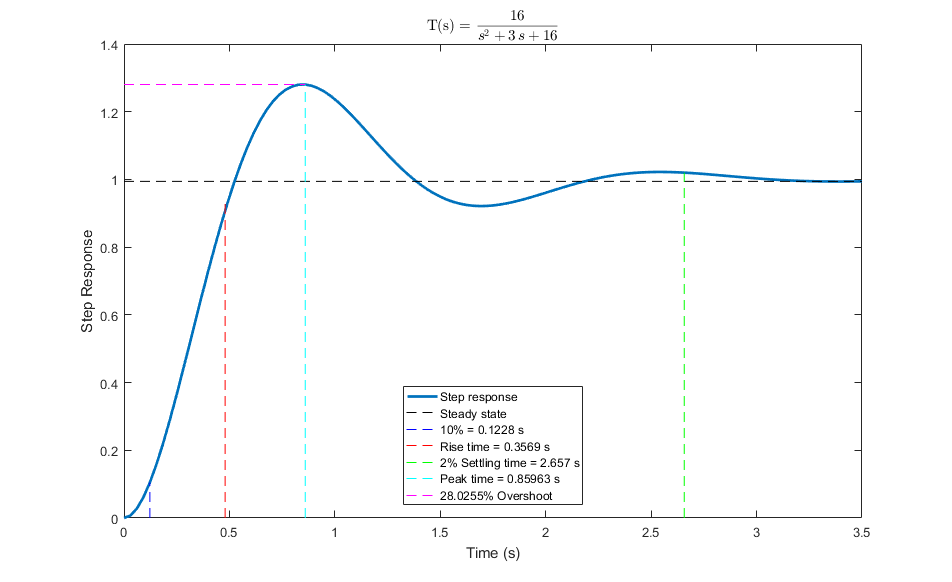 T(s) = 16 / (s² + 3 s + 16)
1.4
1.2
1
0.8
0.6
0.4
0.2
0
Step Response
Step response
Steady state
10% = 0.1228 s
Rise time = 0.3569 s
2% Settling time = 2.657 s
Peak time = 0.85963 s
28.0255% Overshoot
0 0.5 1 1.5 2 2.5 3 3.5
Time (s)